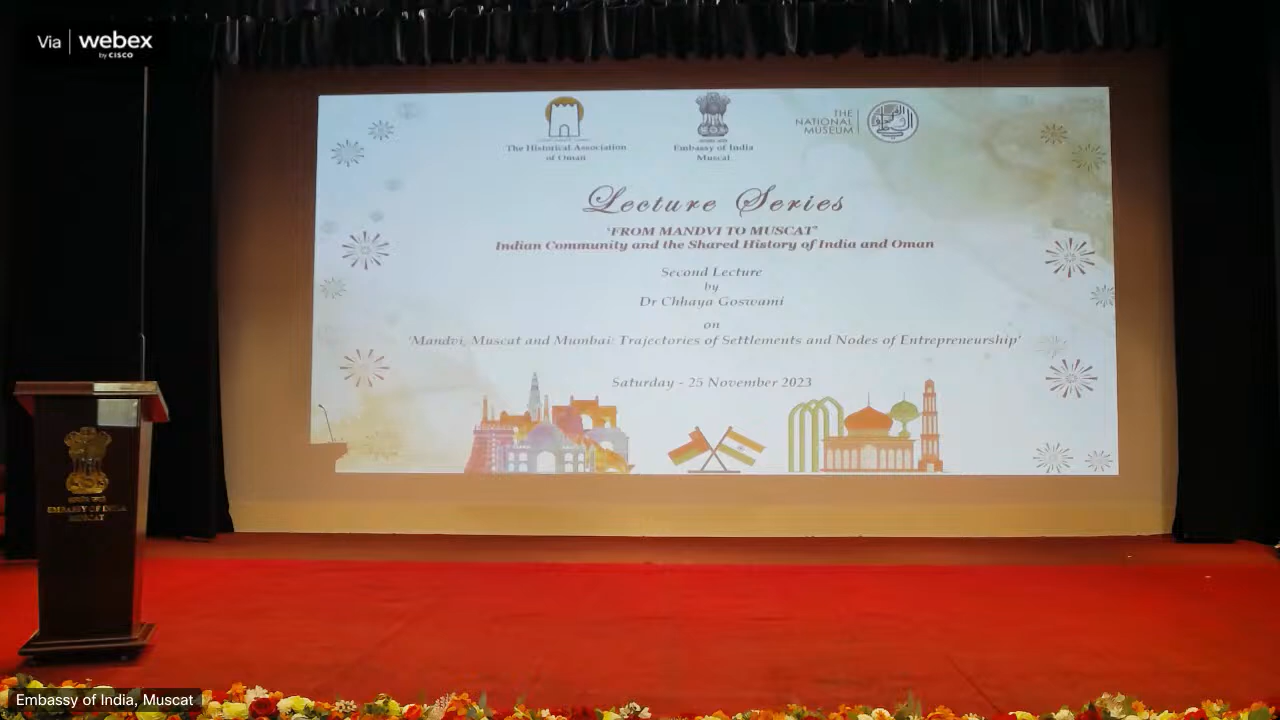 Via | webex
by CISCO
The Historical Association
of Oman
Embassy of India
Muscat
THE
NATIONAL
MUSEUM
Lecture Series
'FROM MANDVI TO MUSCAT'
Indian Community and the Shared History of India and Oman
Second Lecture
by
Dr Chhaya Goswami
on
'Mandvi, Muscat and Mumbai: Trajectories of Settlements and Nodes of Entrepreneurship'
Saturday - 25 November 2023
EMBASSY OF INDIA
MUSCAT
Embassy of India, Muscat